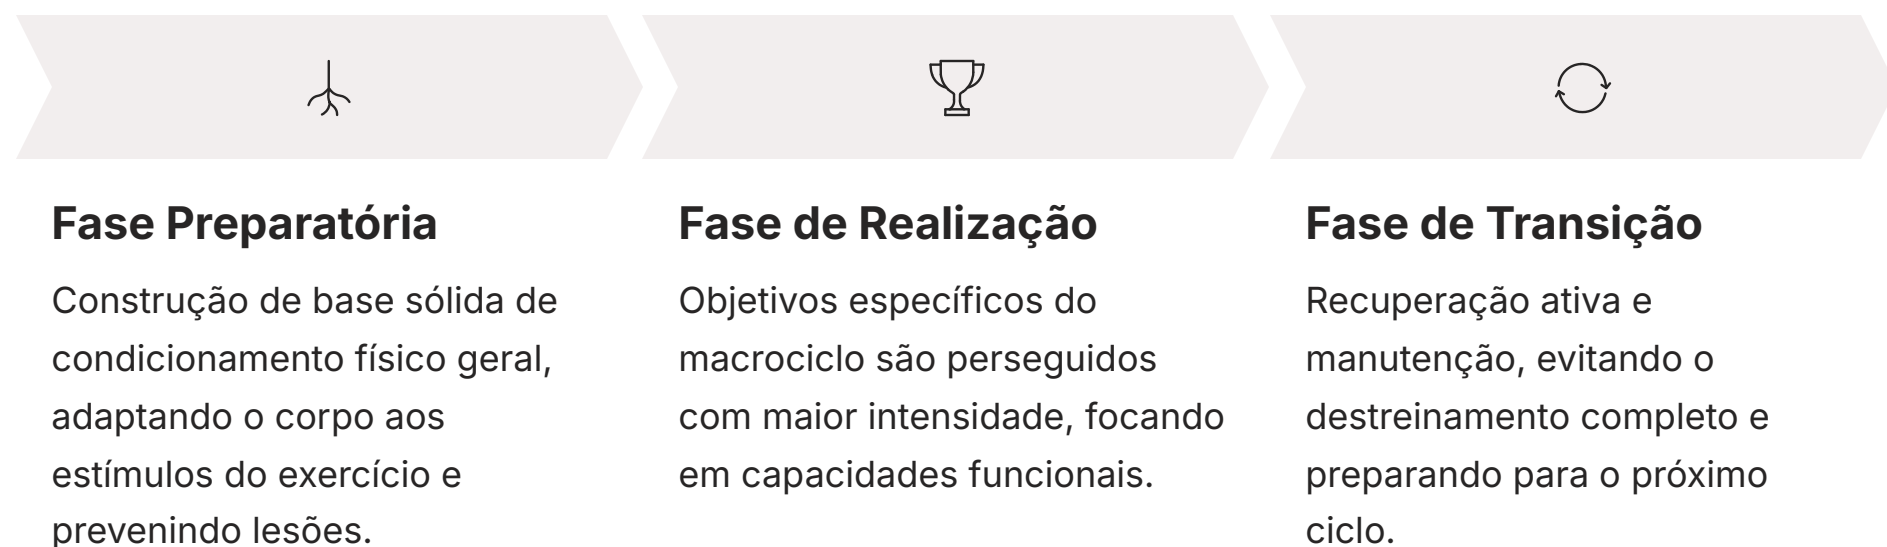 Fase Preparatória
Construção de base sólida de
condicionamento físico geral,
adaptando o corpo aos
estímulos do exercício e
prevenindo lesões.
Fase de Realização
Objetivos específicos do
macrociclo são perseguidos
com maior intensidade, focando
em capacidades funcionais.
Fase de Transição
Recuperação ativa e
manutenção, evitando o
destreinamento completo e
preparando para o próximo
ciclo.